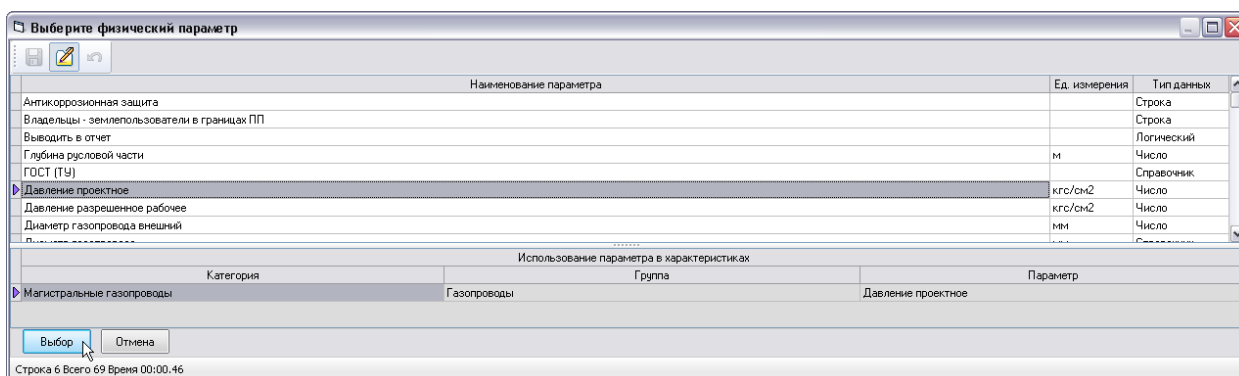 Выберите физический параметр
Наименование параметра Ед. измерения Тип данных
Антикоррозионная защита Строка
Владельцы - землепользователи в границах ПП Строка
Выводить в отчет Логический
Глубина русловой части м Число
ГОСТ (ТУ) Справочник
Давление проектное кгс/см2 Число
Давление разрешенное рабочее кгс/см2 Число
Диаметр газопровода внешний мм Число
Использование параметра в характеристиках
Категория Группа Параметр
Магистральные газопроводы Газопроводы Давление проектное
Выбор Отмена
Строка 6 Всего 69 Время 00:00.46